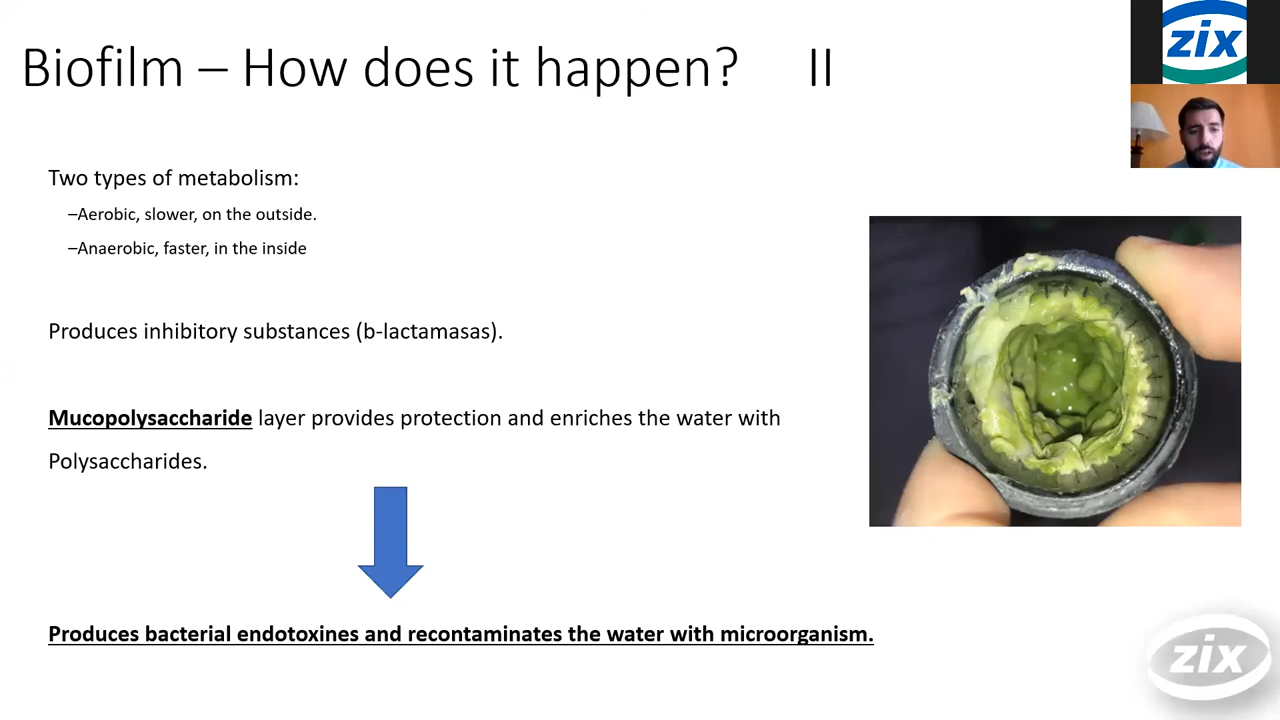 Biofilm – How does it happen? II
zix
Two types of metabolism:
–Aerobic, slower, on the outside.
–Anaerobic, faster, in the inside
Produces inhibitory substances (b-lactamasas).
Mucopolysaccharide layer provides protection and enriches the water with
Polysaccharides.
Produces bacterial endotoxines and recontaminates the water with microorganism.
zix